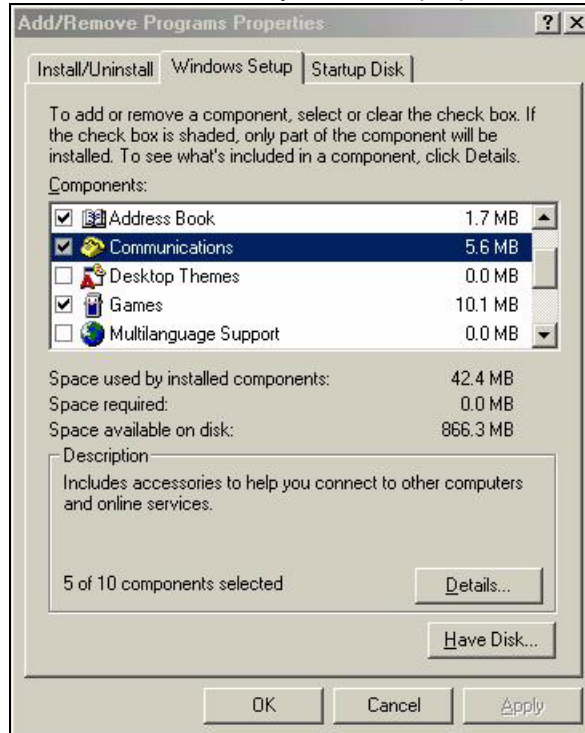 Add/Remove Programs Properties
Install/Uninstall Windows Setup Startup Disk
To add or remove a component, select or clear the check box. If
the check box is shaded, only part of the component will be
installed. To see what's included in a component, click Details.
Components:
Address Book 1.7 MB
Communications 5.6 MB
Desktop Themes 0.0 MB
Games 10.1 MB
Multilanguage Support 0.0 MB
Space used by installed components: 42.4 MB
Space required: 0.0 MB
Space available on disk: 866.3 MB
Description
Includes accessories to help you connect to other computers
and online services.
5 of 10 components selected Details...
Have Disk...
OK Cancel Apply